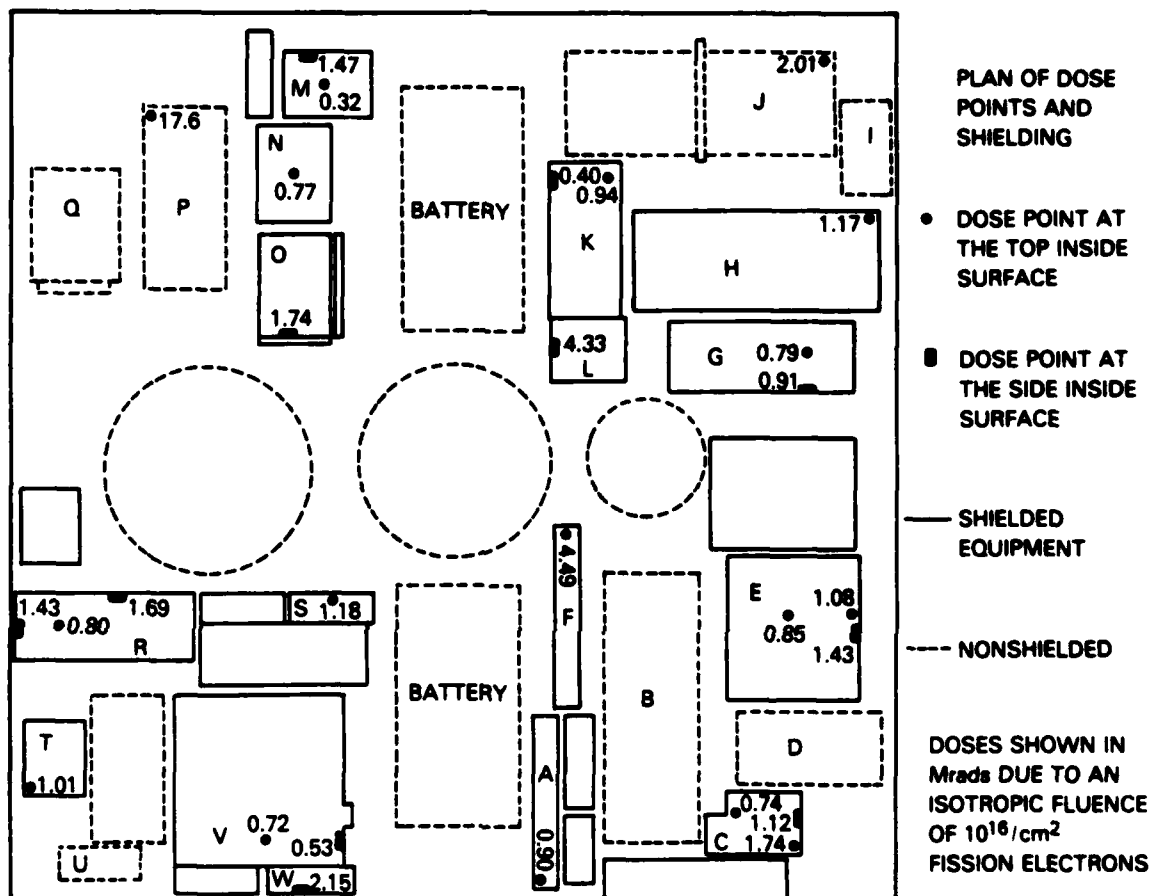 1.47
M
0.32
2.01
J
I
17.6
N
0.77
Q
P
BATTERY
0.40
0.94
K
1.17
H
O
1.74
4.33
L
G
0.79
0.91
4.49
F
E
1.08
0.85
1.43
1.43
0.80
1.69
R
S
1.18
BATTERY
B
D
T
1.01
A
0.90
U
V
0.72
0.53
W
2.15
0.74
1.12
C
1.74
PLAN OF DOSE
POINTS AND
SHIELDING
DOSE POINT AT
THE TOP INSIDE
SURFACE
DOSE POINT AT
THE SIDE INSIDE
SURFACE
SHIELDED
EQUIPMENT
NONSHIELDED
DOSES SHOWN IN
Mrads DUE TO AN
ISOTROPIC FLUENCE
OF 10¹⁶/cm²
FISSION ELECTRONS